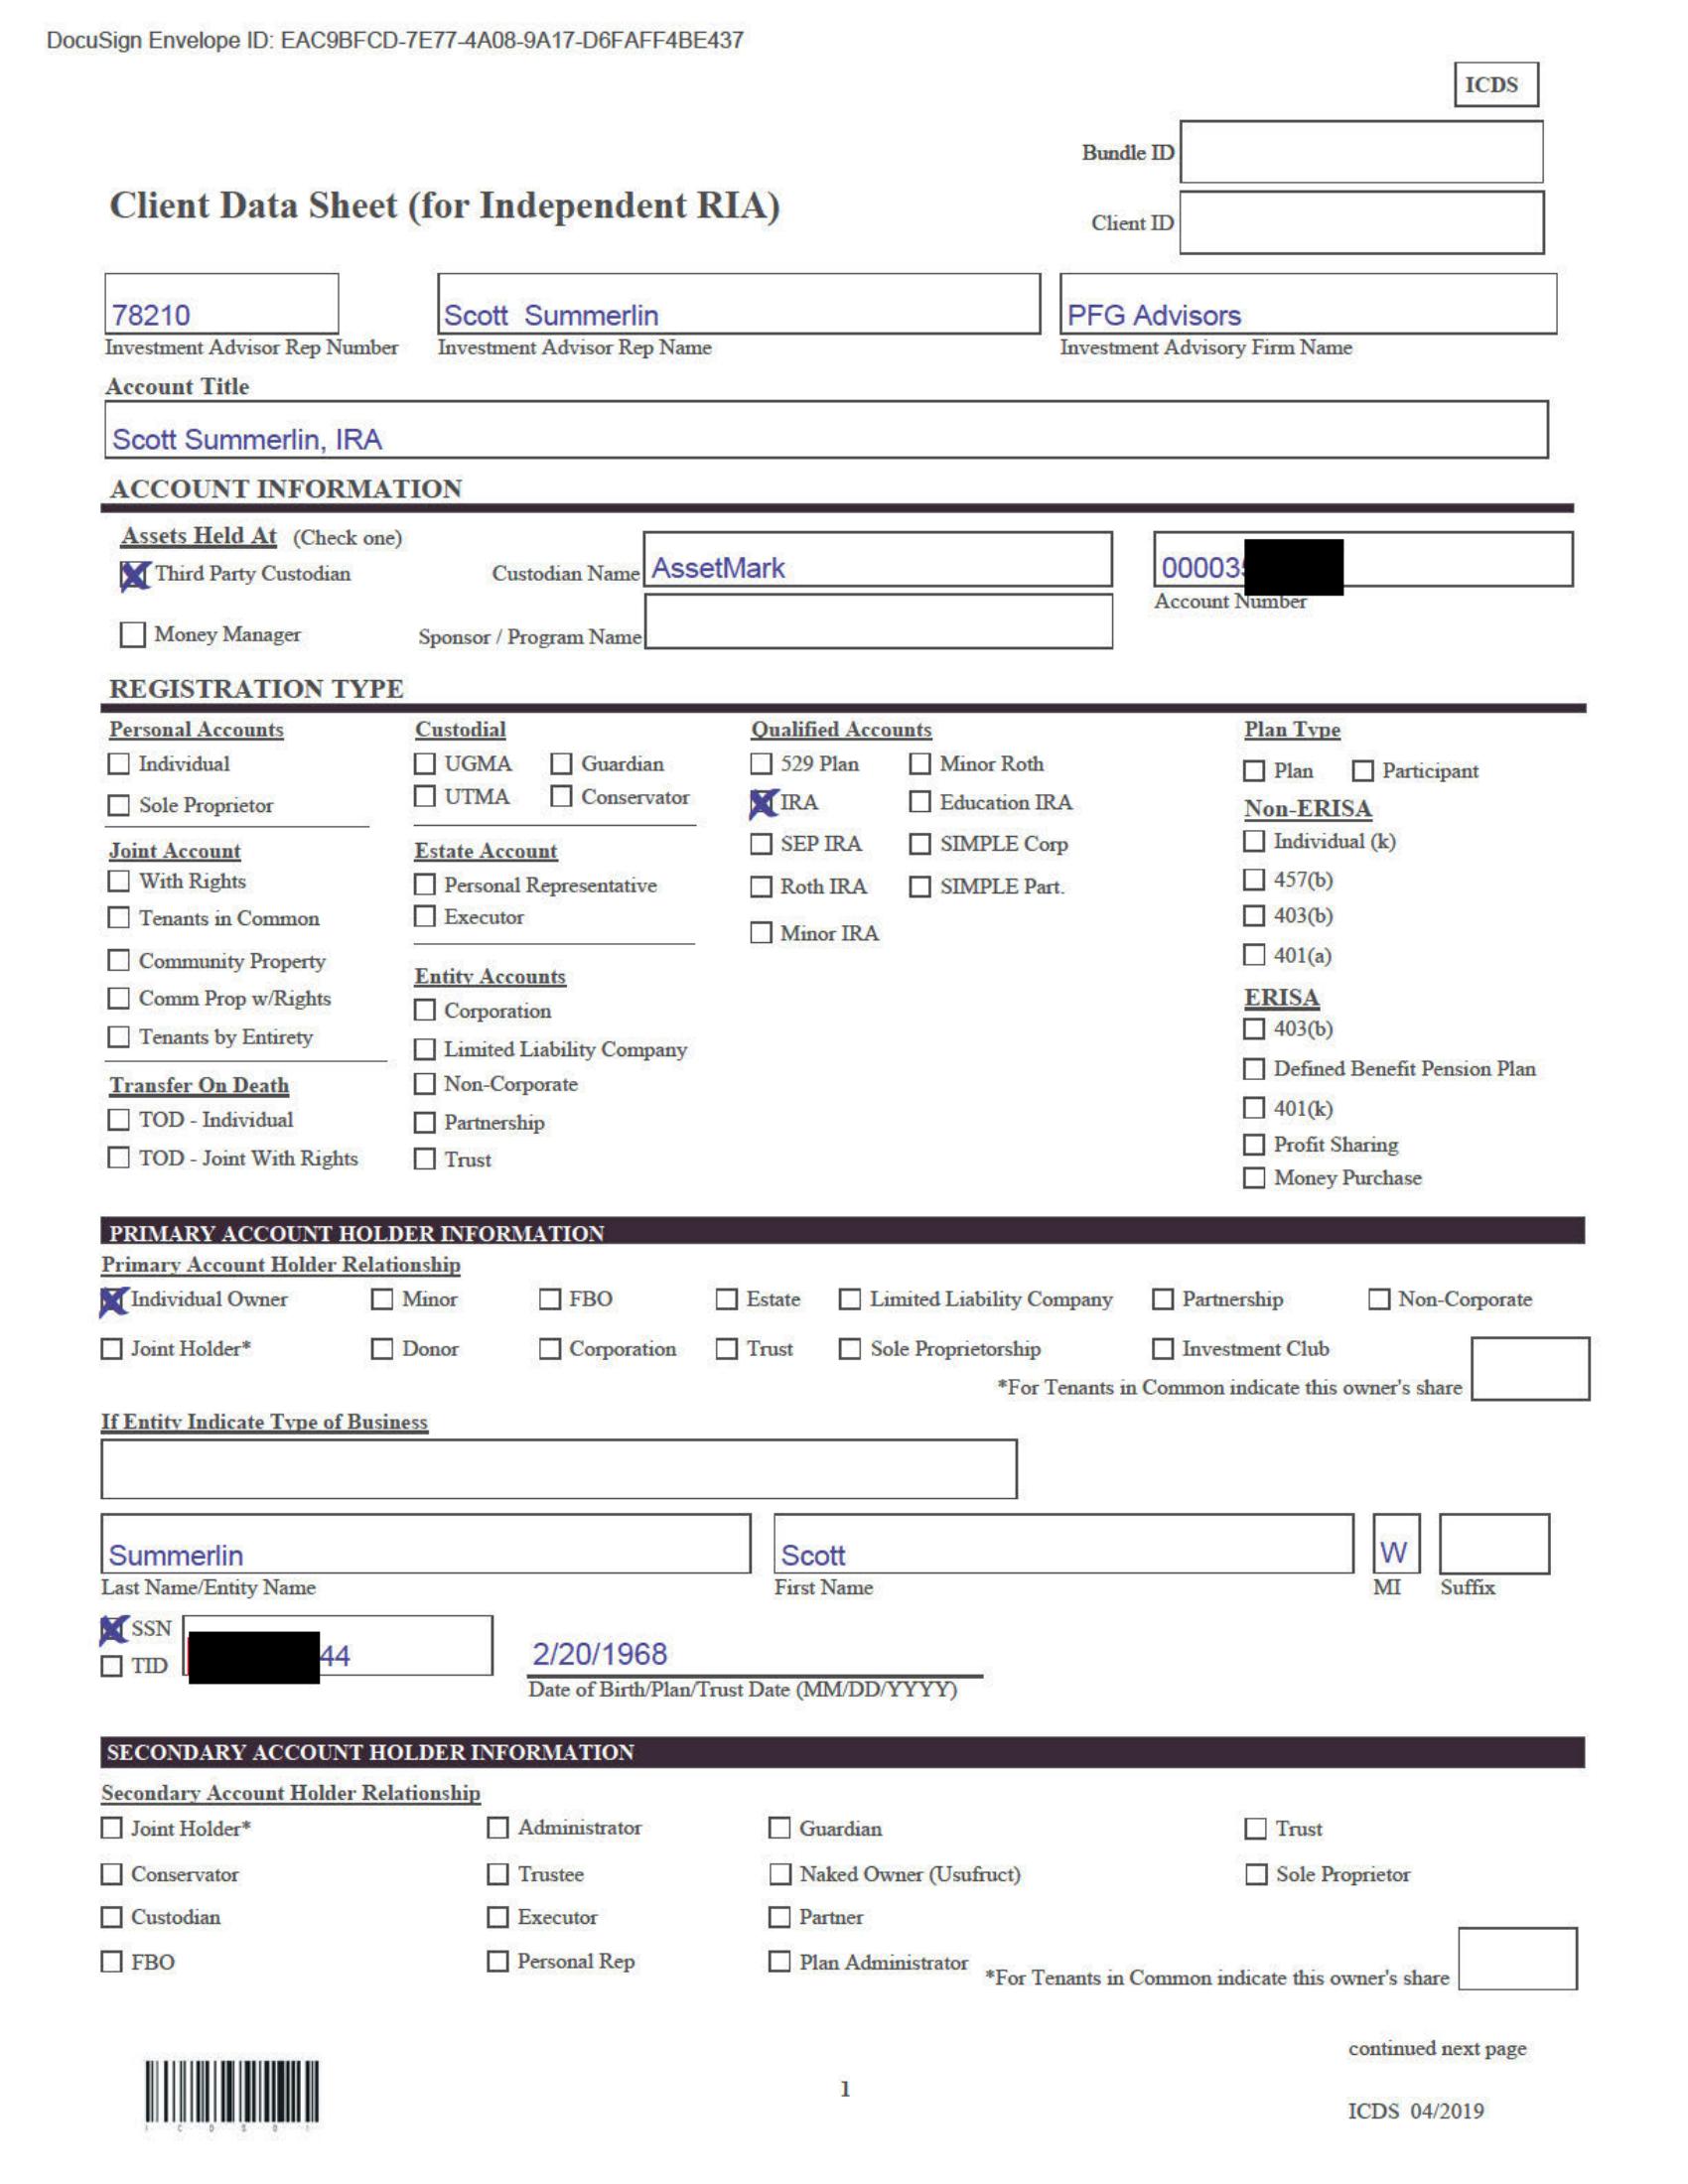 DocuSign Envelope ID: EAC9BFCD-7E77-4A08-9A17-D6FAFF4BE437
ICDS
Bundle ID
Client Data Sheet (for Independent RIA)
Client ID
78210 Scott Summerlin PFG Advisors
Investment Advisor Rep Number Investment Advisor Rep Name Investment Advisory Firm Name
Account Title
Scott Summerlin, IRA
ACCOUNT INFORMATION
Assets Held At (Check one)
Third Party Custodian Custodian Name AssetMark 00003
Account Number
Money Manager Sponsor / Program Name
REGISTRATION TYPE
Personal Accounts Custodial Qualified Accounts Plan Type
Individual UGMA Guardian 529 Plan Minor Roth Plan Participant
Sole Proprietor UTMA Conservator IRA Education IRA Non-ERISA
Joint Account Estate Account SEP IRA SIMPLE Corp Individual (k)
With Rights Personal Representative Roth IRA SIMPLE Part. 457(b)
Tenants in Common Executor Minor IRA 403(b)
Community Property 401(a)
Entity Accounts
Comm Prop w/Rights Corporation ERISA
Tenants by Entirety Limited Liability Company 403(b)
Transfer On Death Non-Corporate Defined Benefit Pension Plan
TOD - Individual Partnership 401(k)
TOD - Joint With Rights Trust Profit Sharing
Money Purchase
PRIMARY ACCOUNT HOLDER INFORMATION
Primary Account Holder Relationship
Individual Owner Minor FBO Estate Limited Liability Company Partnership Non-Corporate
Joint Holder* Donor Corporation Trust Sole Proprietorship Investment Club
*For Tenants in Common indicate this owner's share
If Entity Indicate Type of Business
Summerlin Scott W
Last Name/Entity Name First Name MI Suffix
SSN
TID 44 2/20/1968
Date of Birth/Plan/Trust Date (MM/DD/YYYY)
SECONDARY ACCOUNT HOLDER INFORMATION
Secondary Account Holder Relationship
Joint Holder* Administrator Guardian Trust
Conservator Trustee Naked Owner (Usufruct) Sole Proprietor
Custodian Executor Partner
FBO Personal Rep Plan Administrator *For Tenants in Common indicate this owner's share
continued next page
1
ICDS 04/2019